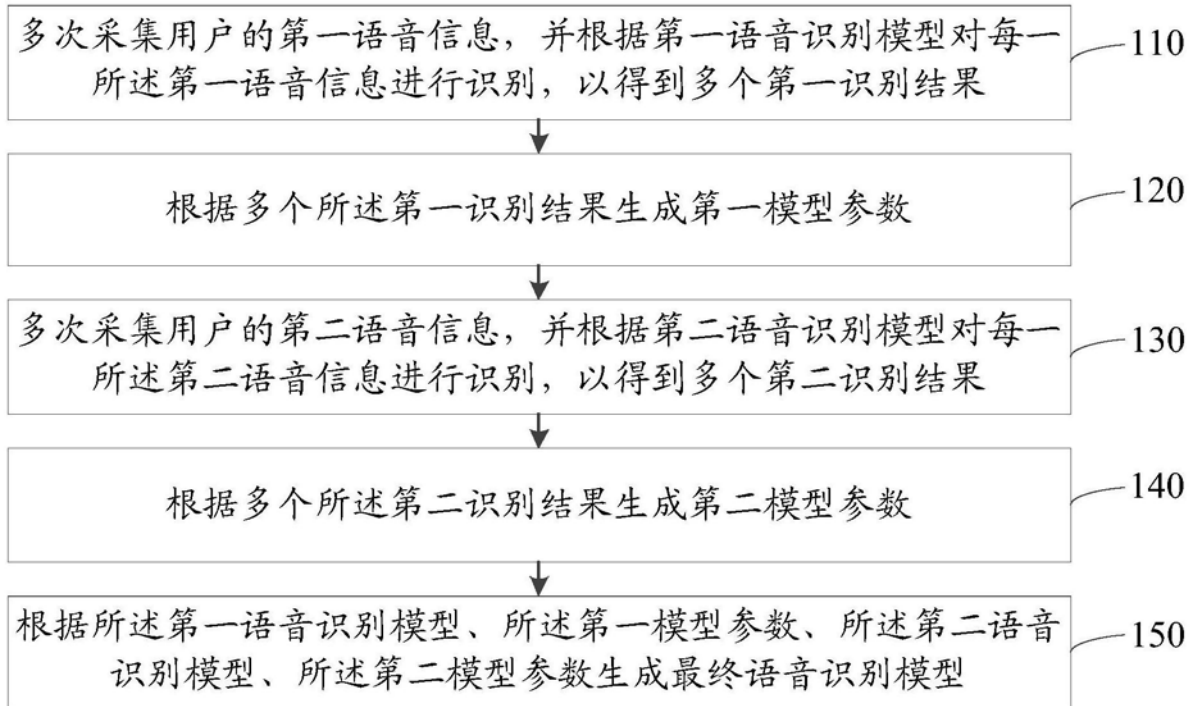 多次采集用户的第一语音信息，并根据第一语音识别模型对每一
所述第一语音信息进行识别，以得到多个第一识别结果
110
根据多个所述第一识别结果生成第一模型参数
120
多次采集用户的第二语音信息，并根据第二语音识别模型对每一
所述第二语音信息进行识别，以得到多个第二识别结果
130
根据多个所述第二识别结果生成第二模型参数
140
根据所述第一语音识别模型、所述第一模型参数、所述第二语音
识别模型、所述第二模型参数生成最终语音识别模型
150